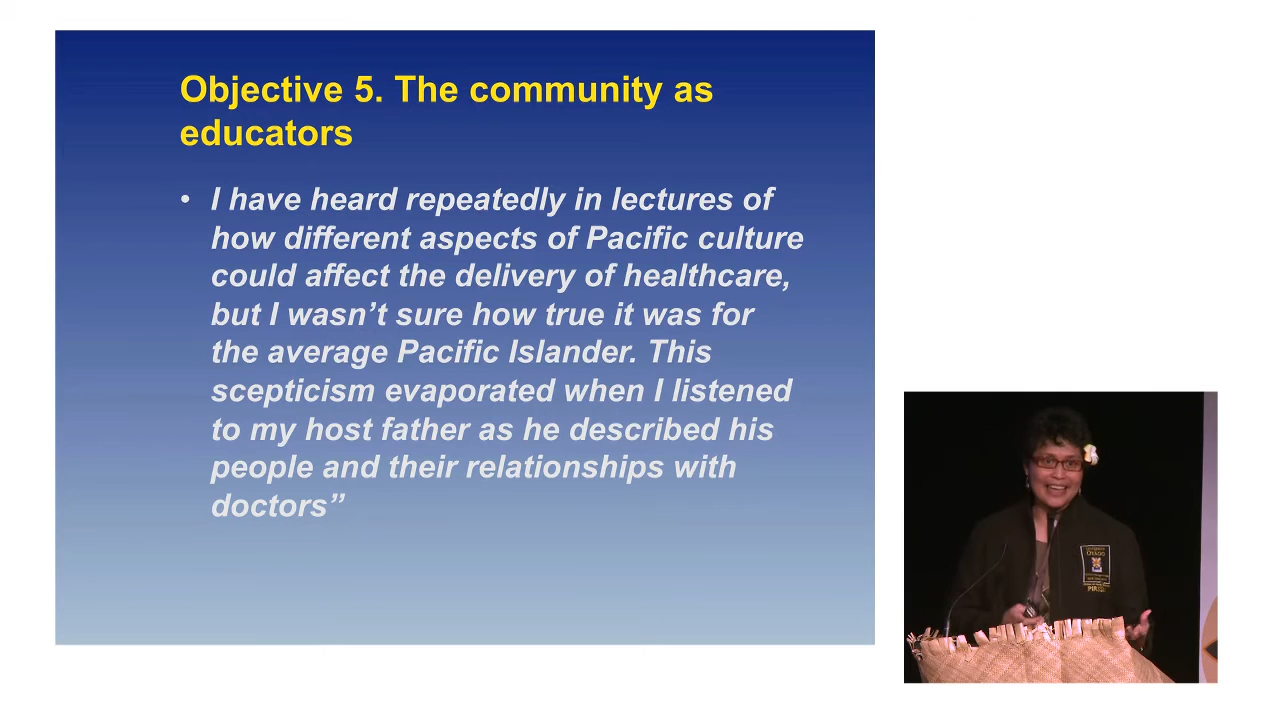 Objective 5. The community as
educators
• I have heard repeatedly in lectures of
how different aspects of Pacific culture
could affect the delivery of healthcare,
but I wasn’t sure how true it was for
the average Pacific Islander. This
scepticism evaporated when I listened
to my host father as he described his
people and their relationships with
doctors”
OTAGO